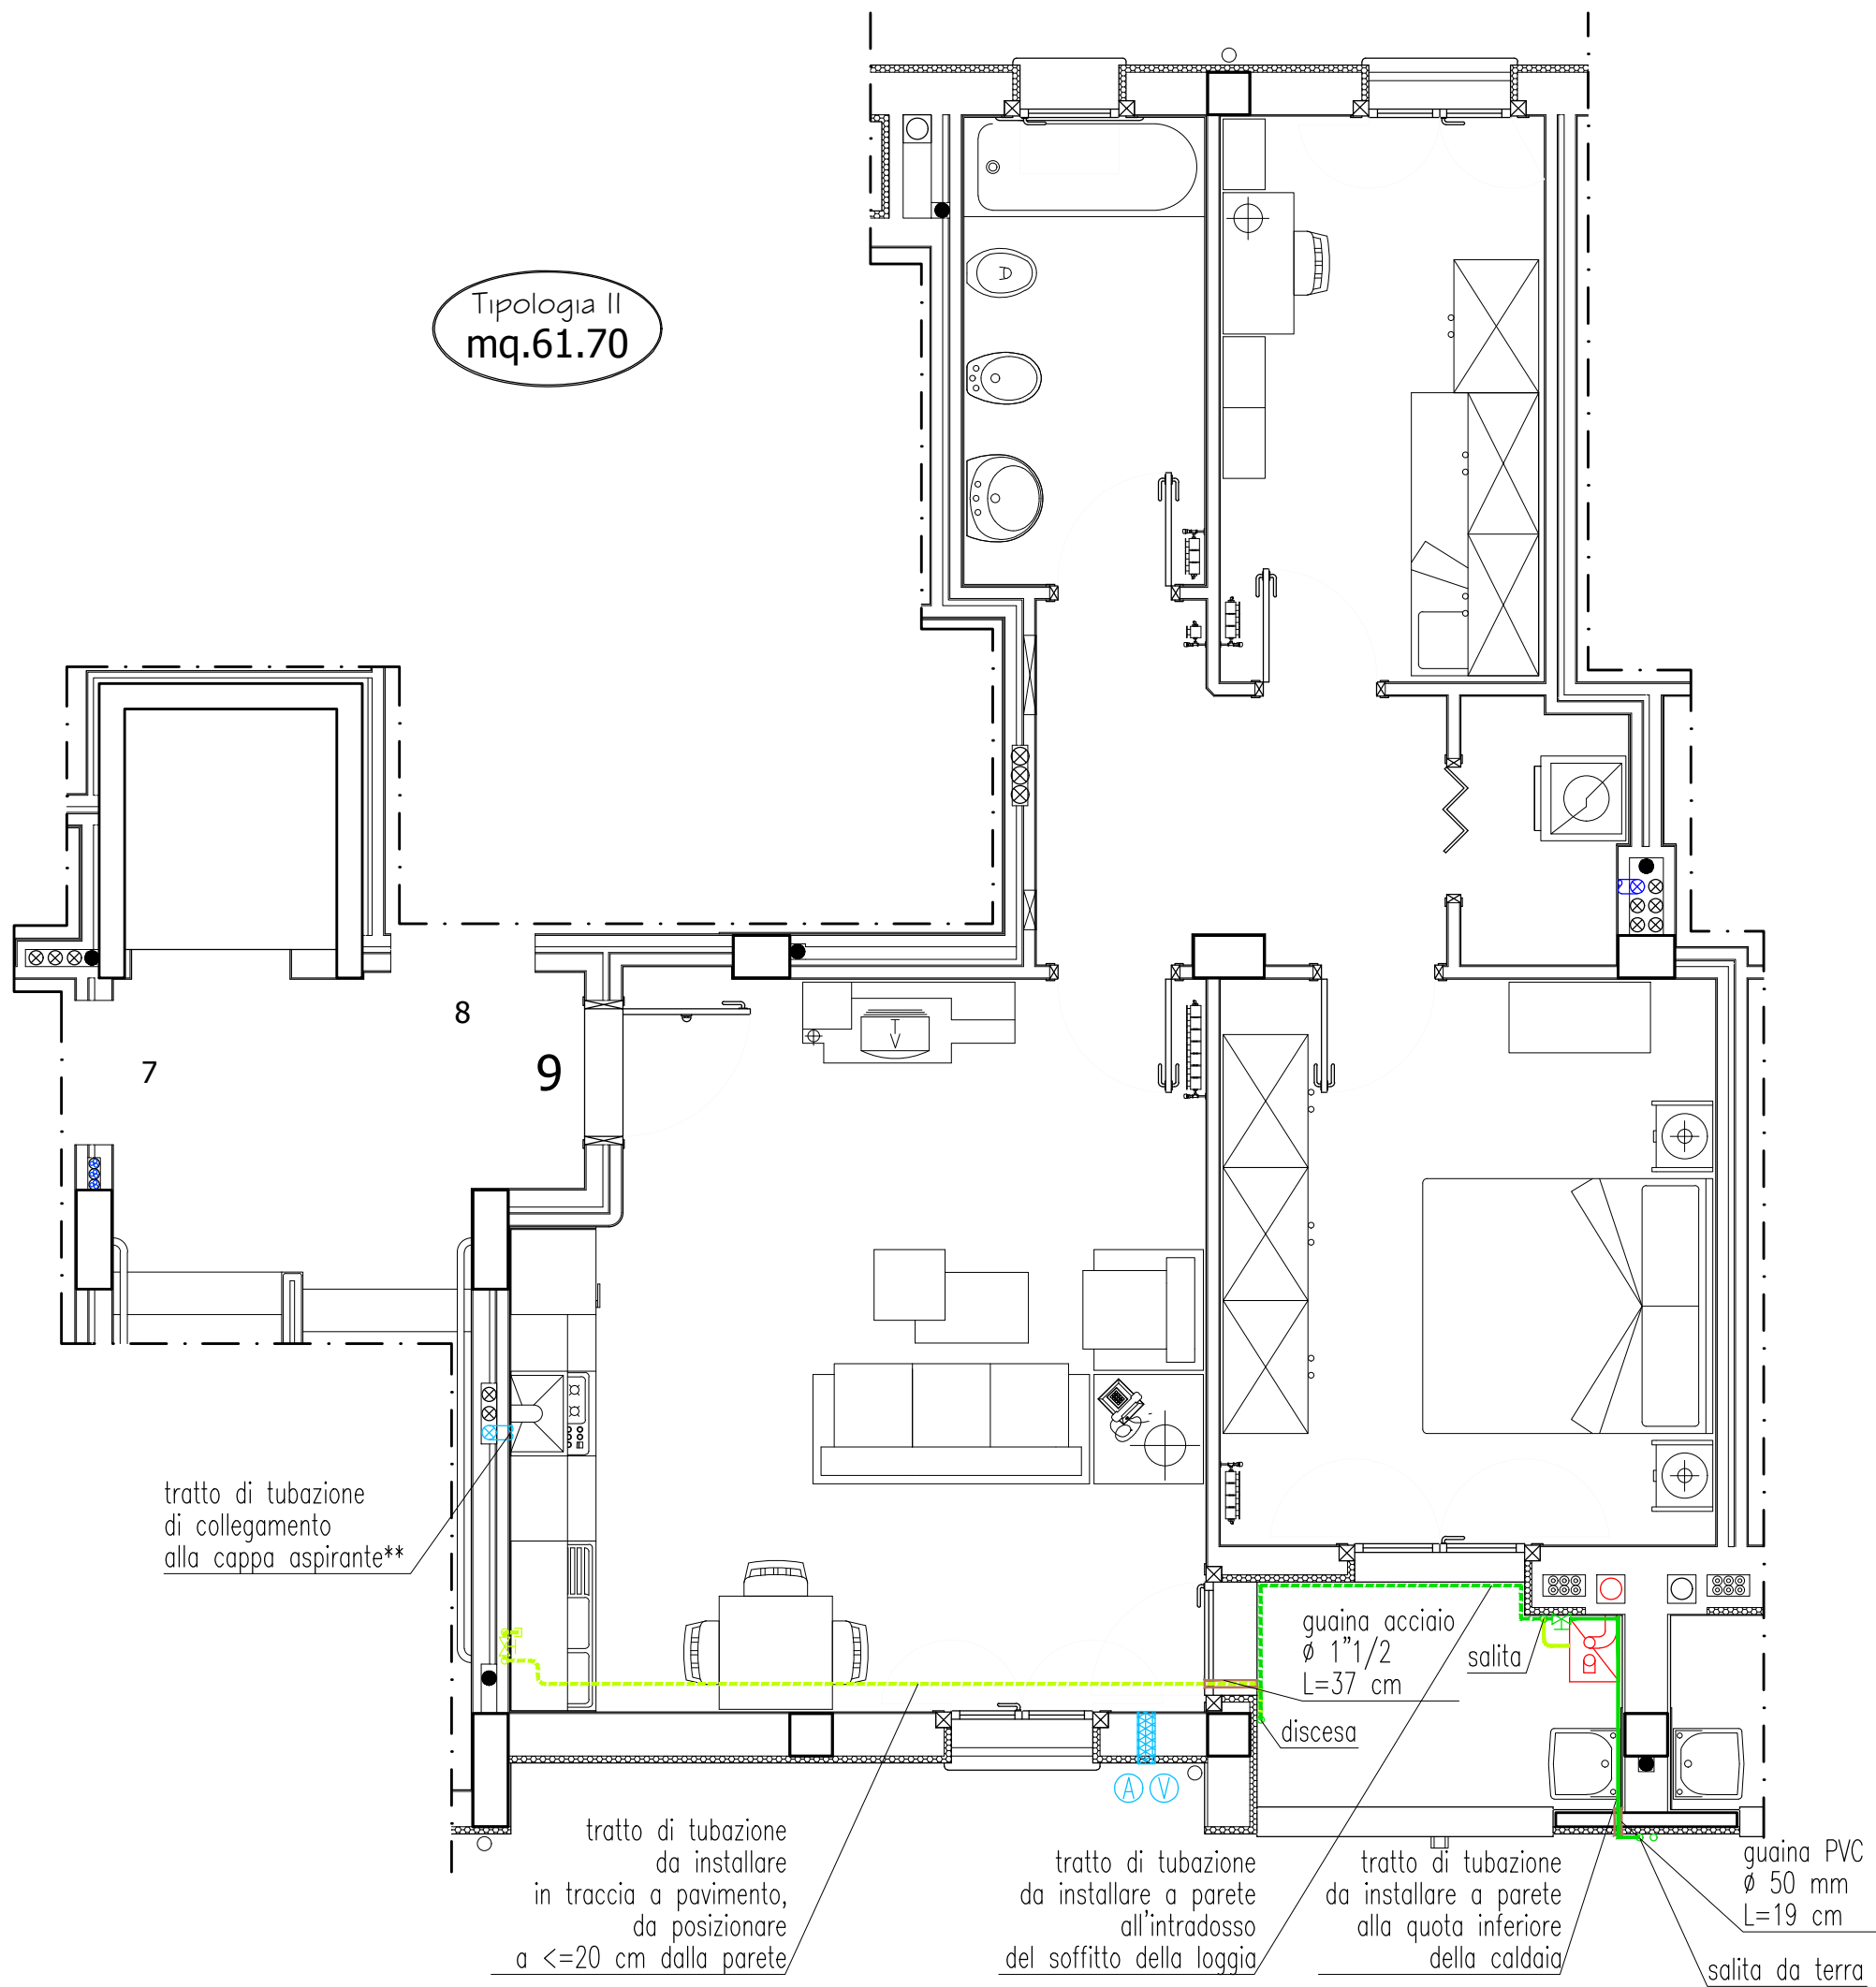 Tipologia II
mq.61.70
8
7
9
tratto di tubazione
di collegamento
alla cappa aspirante**
guaina acciaio
ø 1"1/2
L=37 cm
salita
discesa
A V
tratto di tubazione
da installare
in traccia a pavimento,
da posizionare
a <=20 cm dalla parete
tratto di tubazione
da installare a parete
all'intradosso
del soffitto della loggia
tratto di tubazione
da installare a parete
alla quota inferiore
della caldaia
guaina PVC
ø 50 mm
L=19 cm
salita da terra